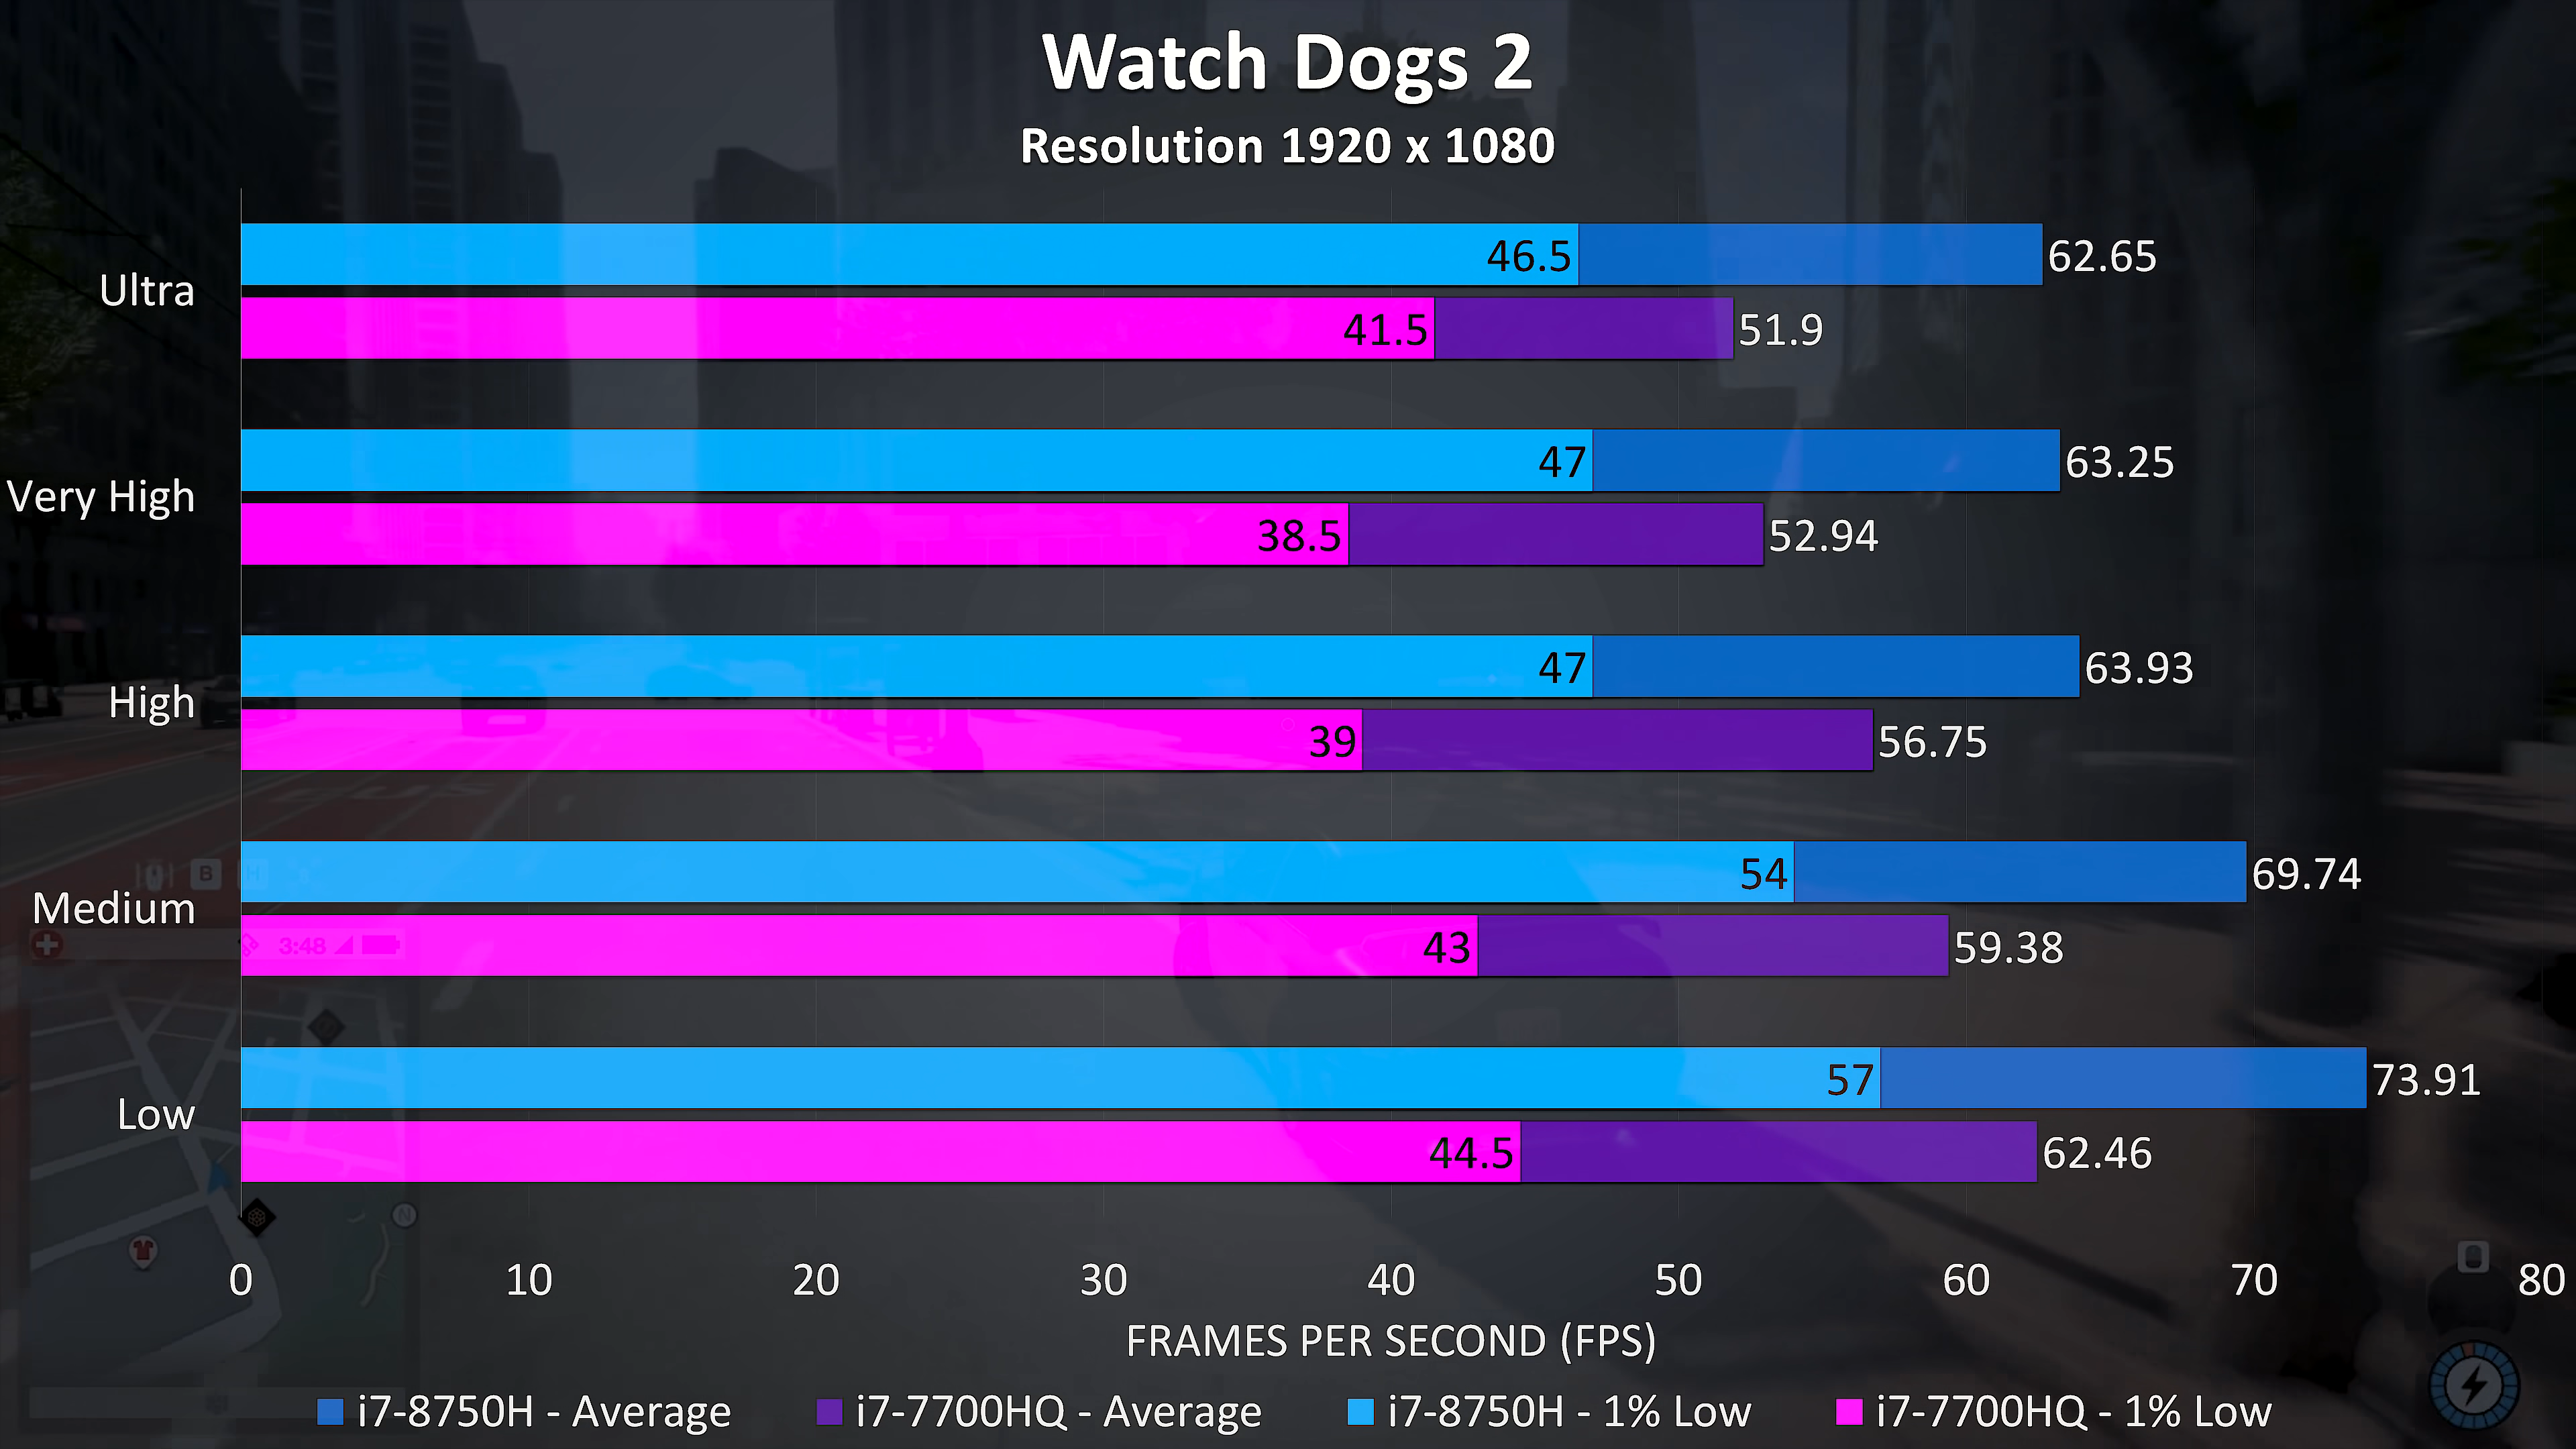 Watch Dogs 2
Resolution 1920 x 1080
Ultra
46.5
62.65
41.5
51.9
Very High
47
63.25
38.5
52.94
High
47
63.93
39
56.75
Medium
54
69.74
43
59.38
B H
3:48
Low
57
73.91
44.5
62.46
N
0 10 20 30 40 50 60 70 80
FRAMES PER SECOND (FPS)
i7-8750H - Average i7-7700HQ - Average i7-8750H - 1% Low i7-7700HQ - 1% Low